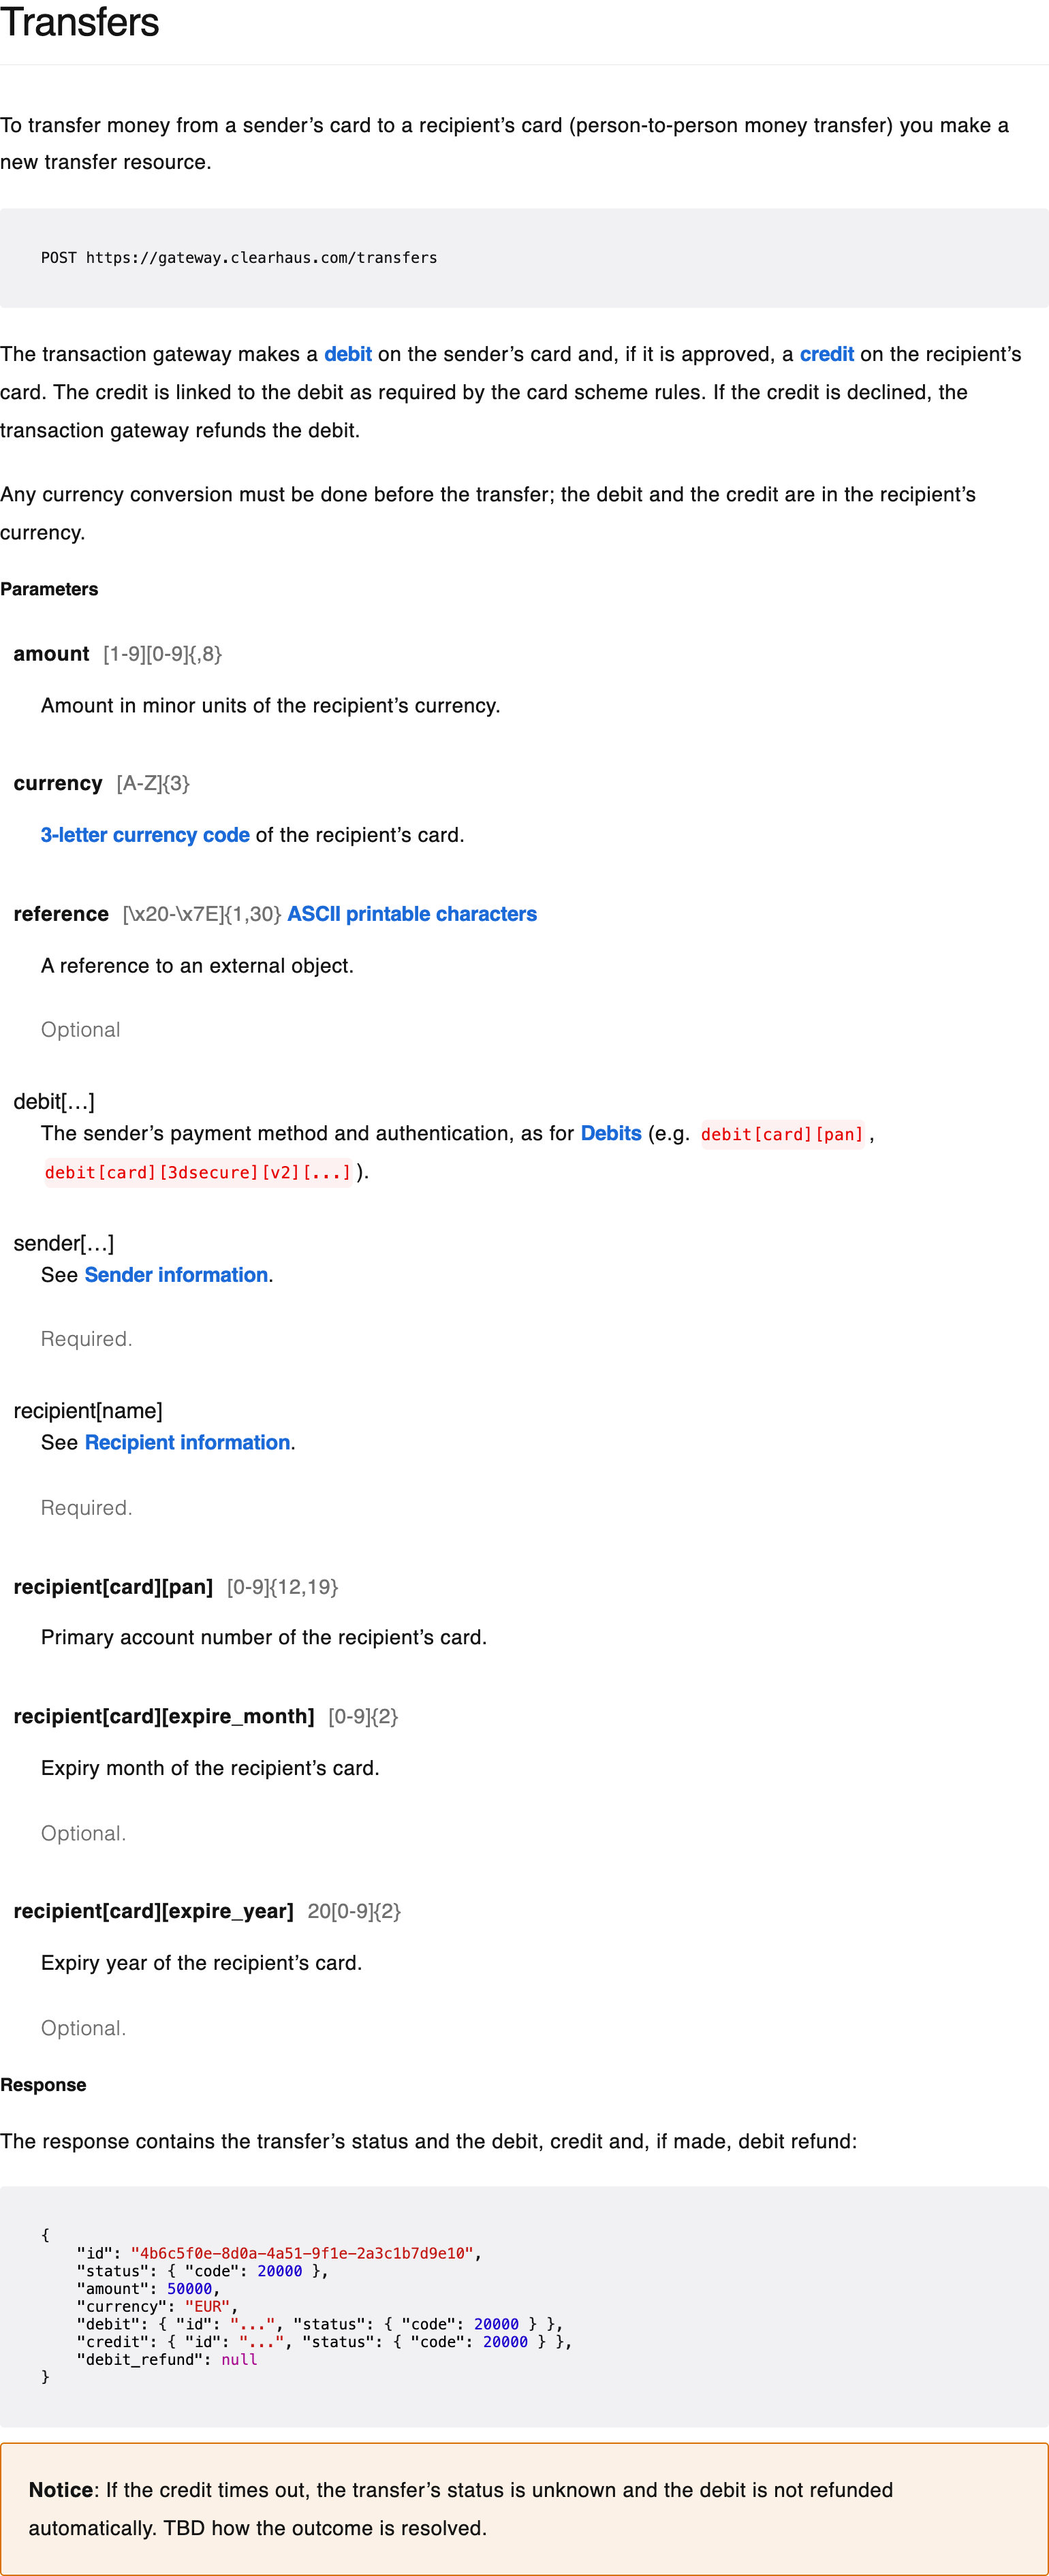 Transfers
To transfer money from a sender’s card to a recipient’s card (person-to-person money transfer) you make a
new transfer resource.
POST https://gateway.clearhaus.com/transfers
The transaction gateway makes a debit on the sender’s card and, if it is approved, a credit on the recipient’s
card. The credit is linked to the debit as required by the card scheme rules. If the credit is declined, the
transaction gateway refunds the debit.
Any currency conversion must be done before the transfer; the debit and the credit are in the recipient’s
currency.
Parameters
amount [1-9][0-9]{,8}
Amount in minor units of the recipient’s currency.
currency [A-Z]{3}
3-letter currency code of the recipient’s card.
reference [\x20-\x7E]{1,30} ASCII printable characters
A reference to an external object.
Optional
debit[…]
The sender’s payment method and authentication, as for Debits (e.g. debit[card][pan] ,
debit[card][3dsecure][v2][...] ).
sender[…]
See Sender information.
Required.
recipient[name]
See Recipient information.
Required.
recipient[card][pan] [0-9]{12,19}
Primary account number of the recipient’s card.
recipient[card][expire_month] [0-9]{2}
Expiry month of the recipient’s card.
Optional.
recipient[card][expire_year] 20[0-9]{2}
Expiry year of the recipient’s card.
Optional.
Response
The response contains the transfer’s status and the debit, credit and, if made, debit refund:
{
    "id": "4b6c5f0e-8d0a-4a51-9f1e-2a3c1b7d9e10",
    "status": { "code": 20000 },
    "amount": 50000,
    "currency": "EUR",
    "debit": { "id": "...", "status": { "code": 20000 } },
    "credit": { "id": "...", "status": { "code": 20000 } },
    "debit_refund": null
}
Notice: If the credit times out, the transfer’s status is unknown and the debit is not refunded
automatically. TBD how the outcome is resolved.